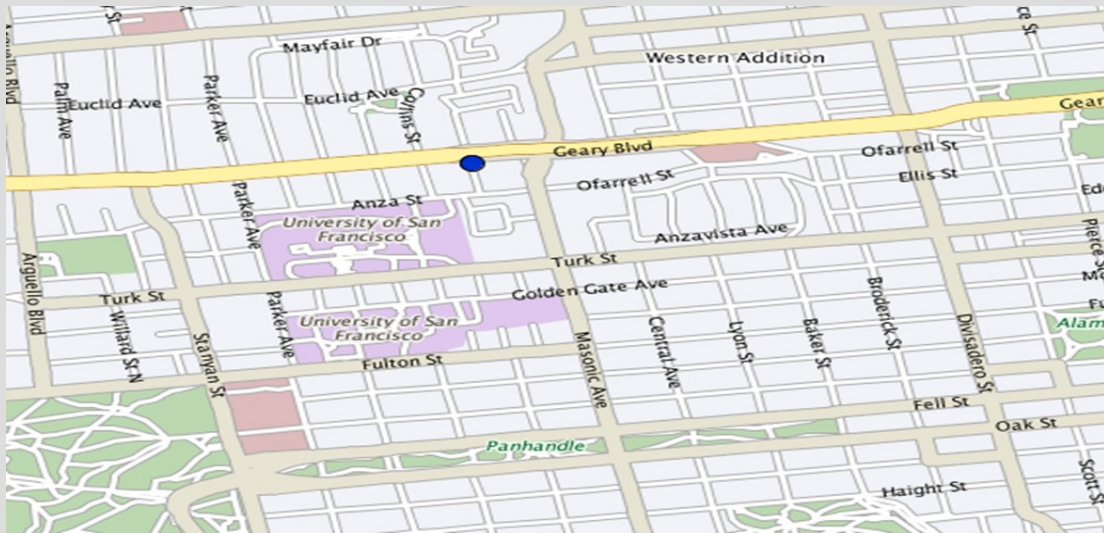 Mayfair Dr
Western Addition
Arguello Blvd
Palm Ave
Euclid Ave
Parker Ave
Euclid Ave
Collins St
Geary Blvd
Ofarrell St
Ofarrell St
Ellis St
Parker Ave
Anza St
University of San
Francisco
Anzavista Ave
Turk St
Arguello Blvd
Turk St
Willard St N
Golden Gate Ave
Parker Ave
University of San
Francisco
Stanyan St
Fulton St
Masonic Ave
Central Ave
Lyon St
Baker St
Broderick St
Divisadero St
Fell St
Oak St
Panhandle
Haight St